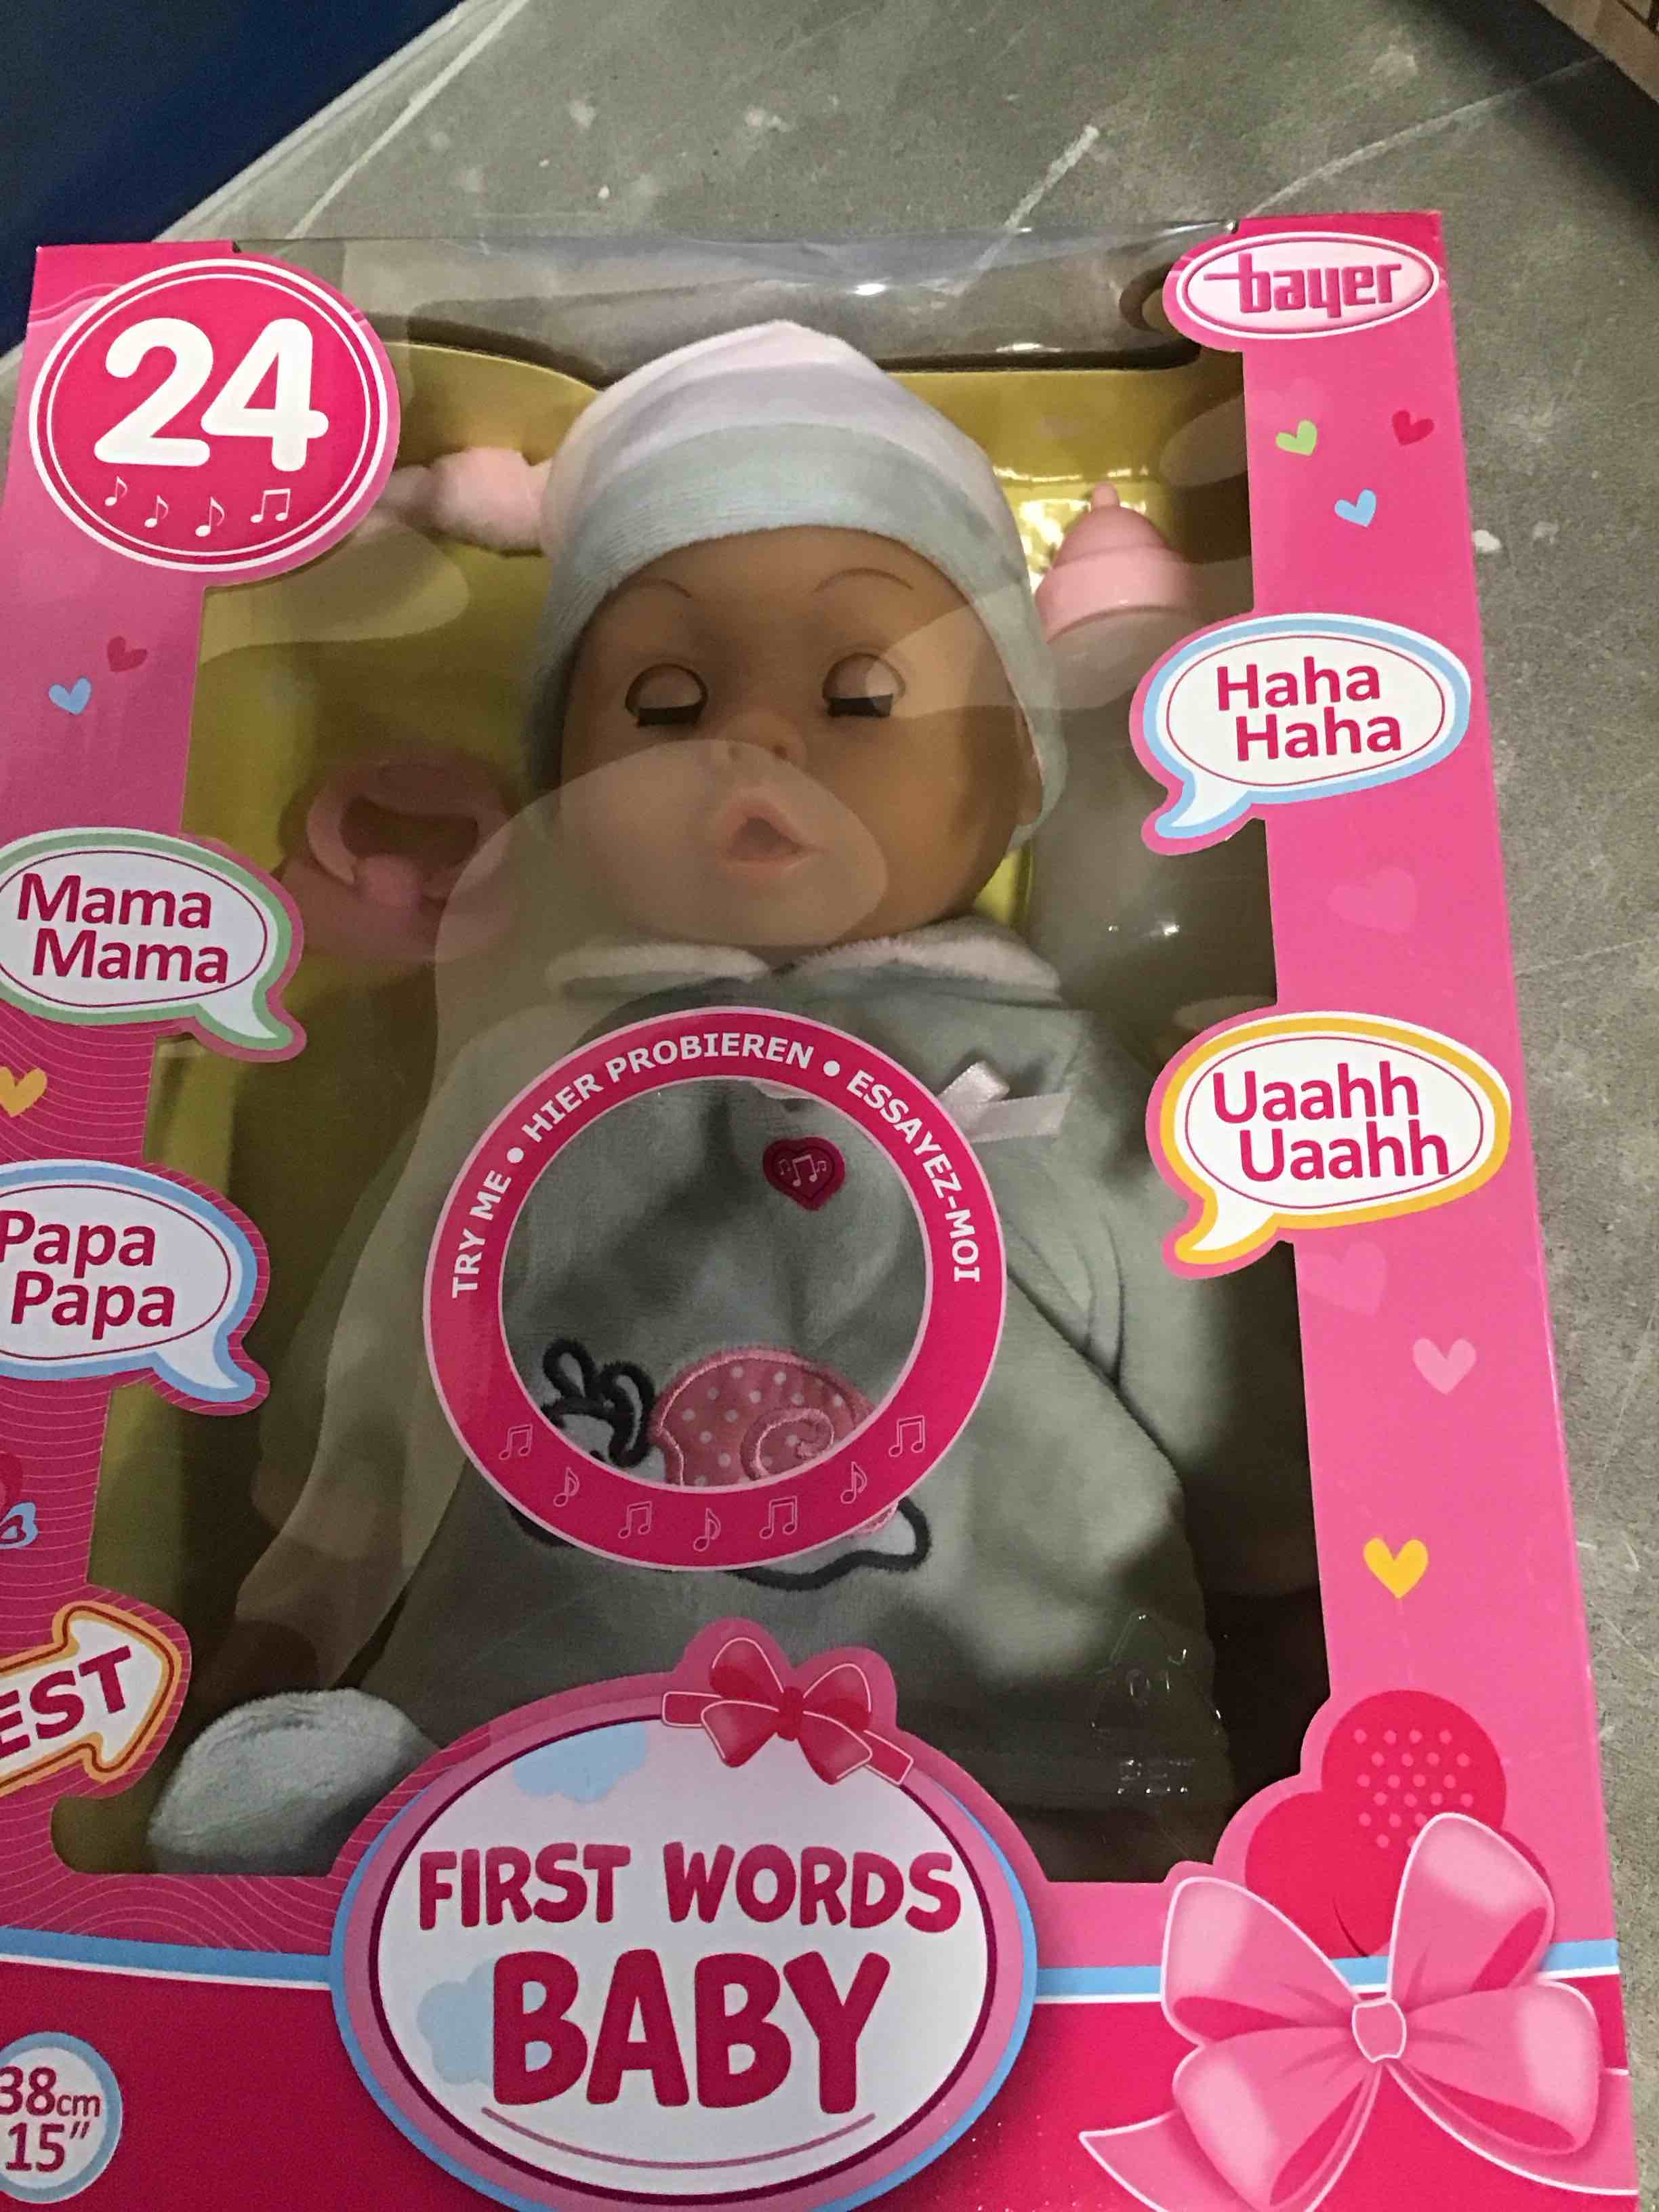 24
bayer
Haha
Haha
Mama
Mama
TRY ME • HIER PROBIEREN • ESSAYEZ-MOI
Uaahh
Uaahh
Papa
Papa
EST
FIRST WORDS
BABY
38cm
15"